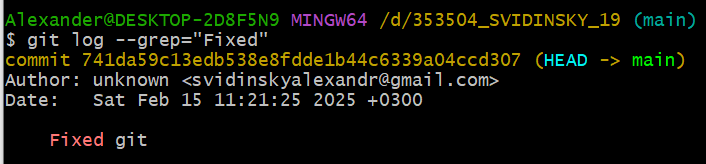 Alexander@DESKTOP-2D8F5N9 MINGW64 /d/353504_SVIDINSKY_19 (main)
$ git log --grep="Fixed"
commit 741da59c13edb538e8fdde1b44c6339a04ccd307 (HEAD -> main)
Author: unknown <svidinskyalexandr@gmail.com>
Date:   Sat Feb 15 11:21:25 2025 +0300
    Fixed git